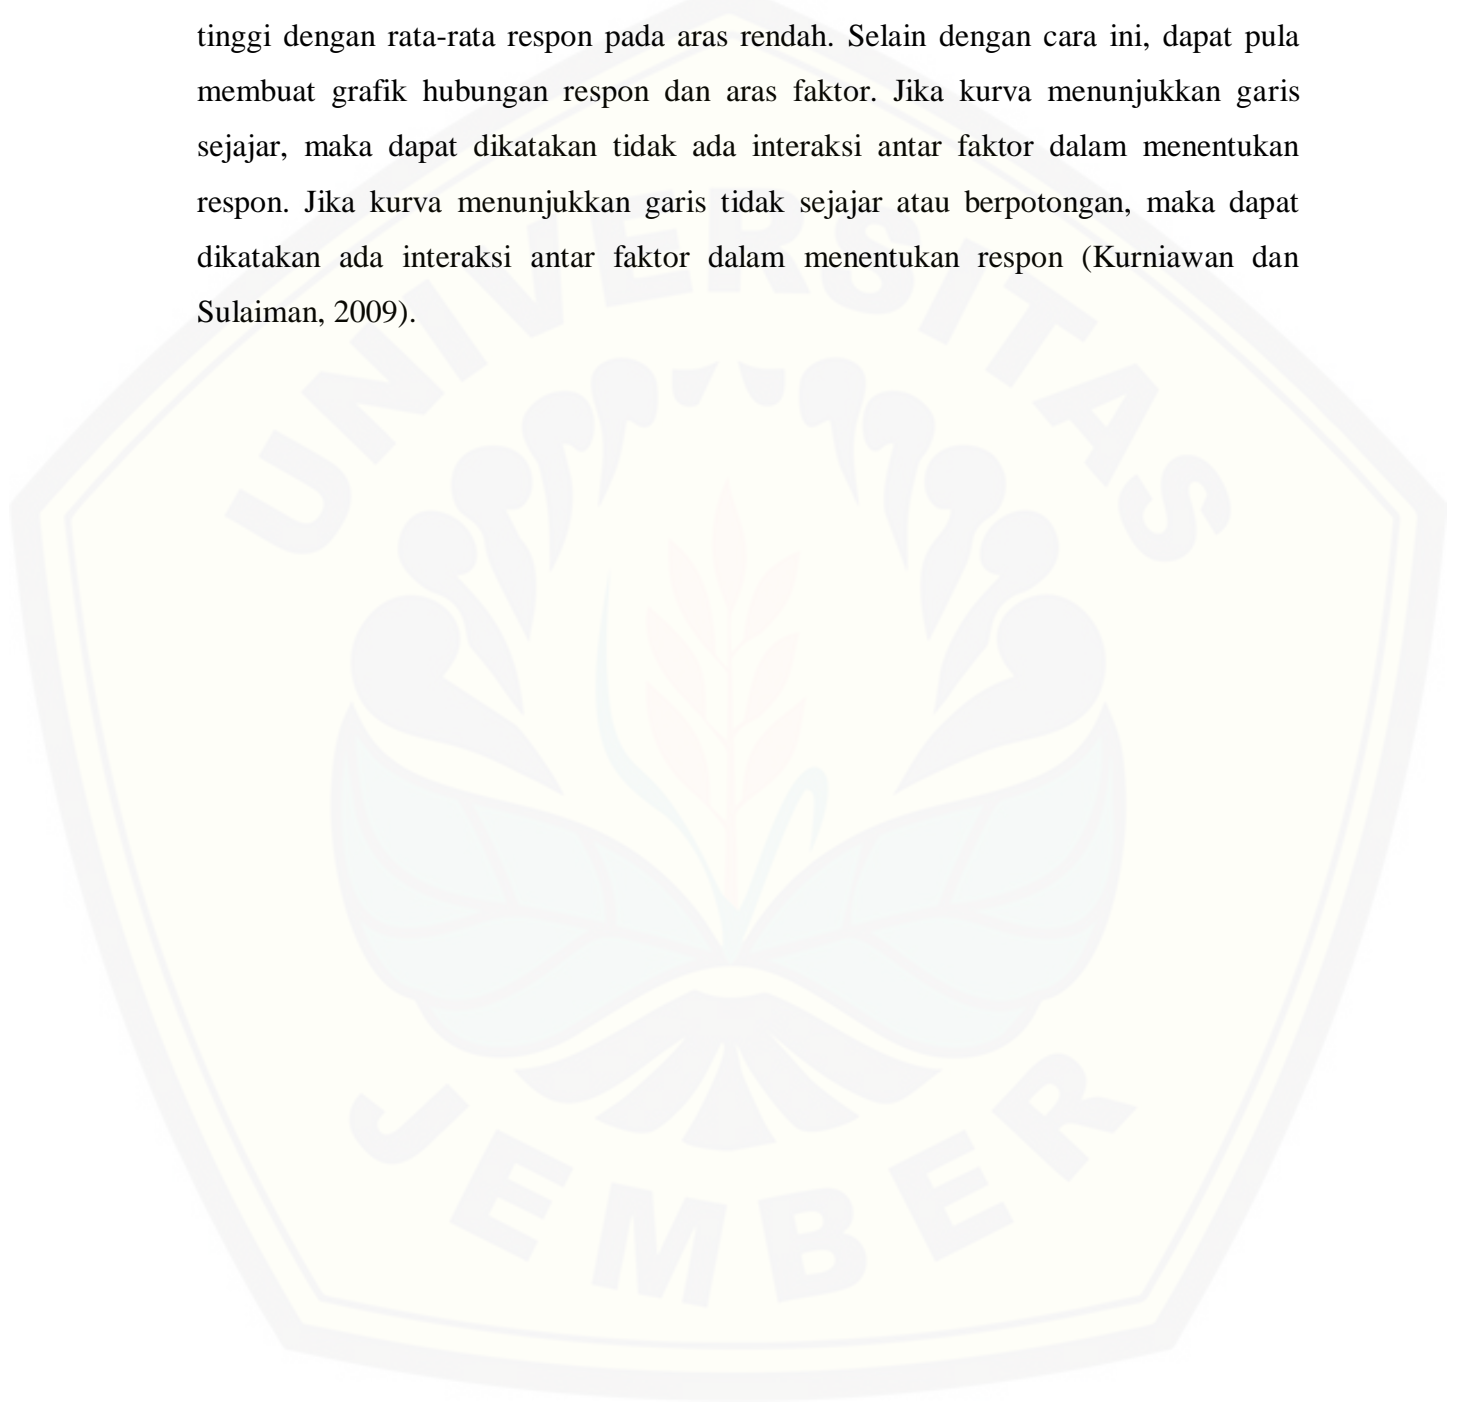 tinggi dengan rata-rata respon pada aras rendah. Selain dengan cara ini, dapat pula
membuat grafik hubungan respon dan aras faktor. Jika kurva menunjukkan garis
sejajar, maka dapat dikatakan tidak ada interaksi antar faktor dalam menentukan
respon. Jika kurva menunjukkan garis tidak sejajar atau berpotongan, maka dapat
dikatakan ada interaksi antar faktor dalam menentukan respon (Kurniawan dan
Sulaiman, 2009).
UNIVERSITAS
JEMBER